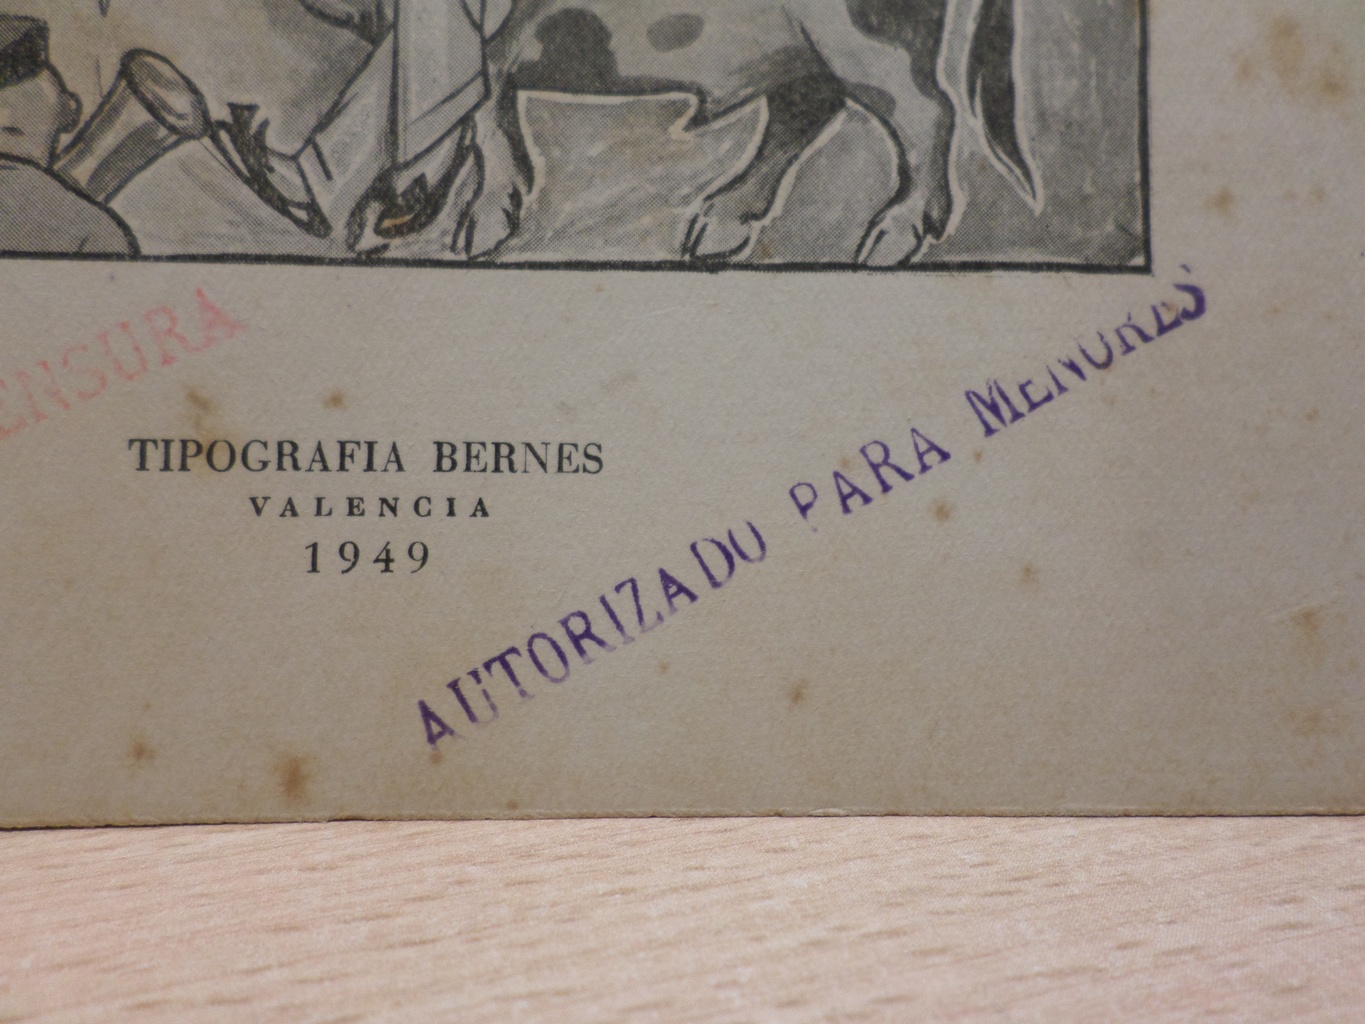 ENSURA
TIPOGRAFIA BERNES
VALENCIA
1949
AUTORIZADO PARA MENORES